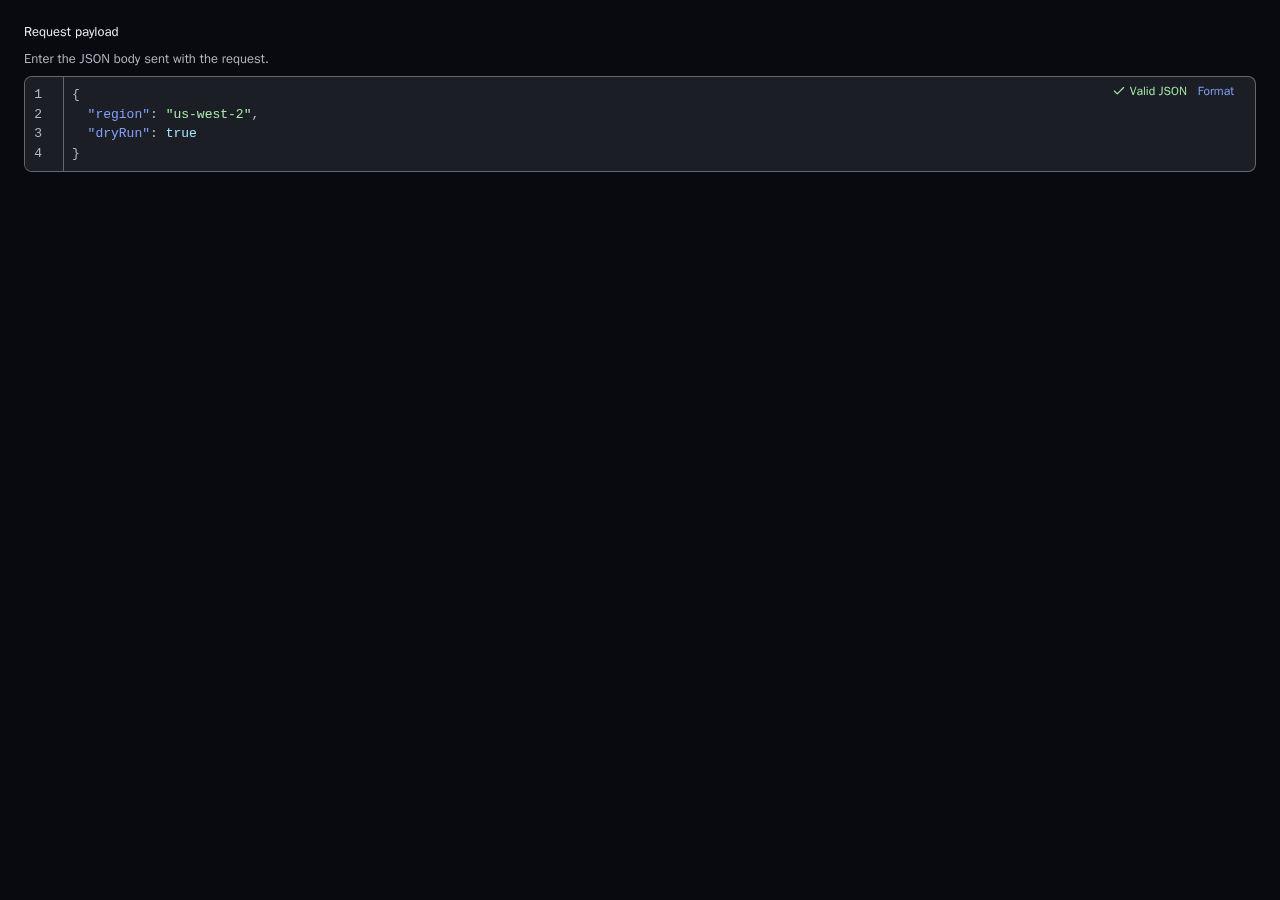 Request payload
Enter the JSON body sent with the request.
1 {
2   "region": "us-west-2",
3   "dryRun": true
4 }
Valid JSON Format